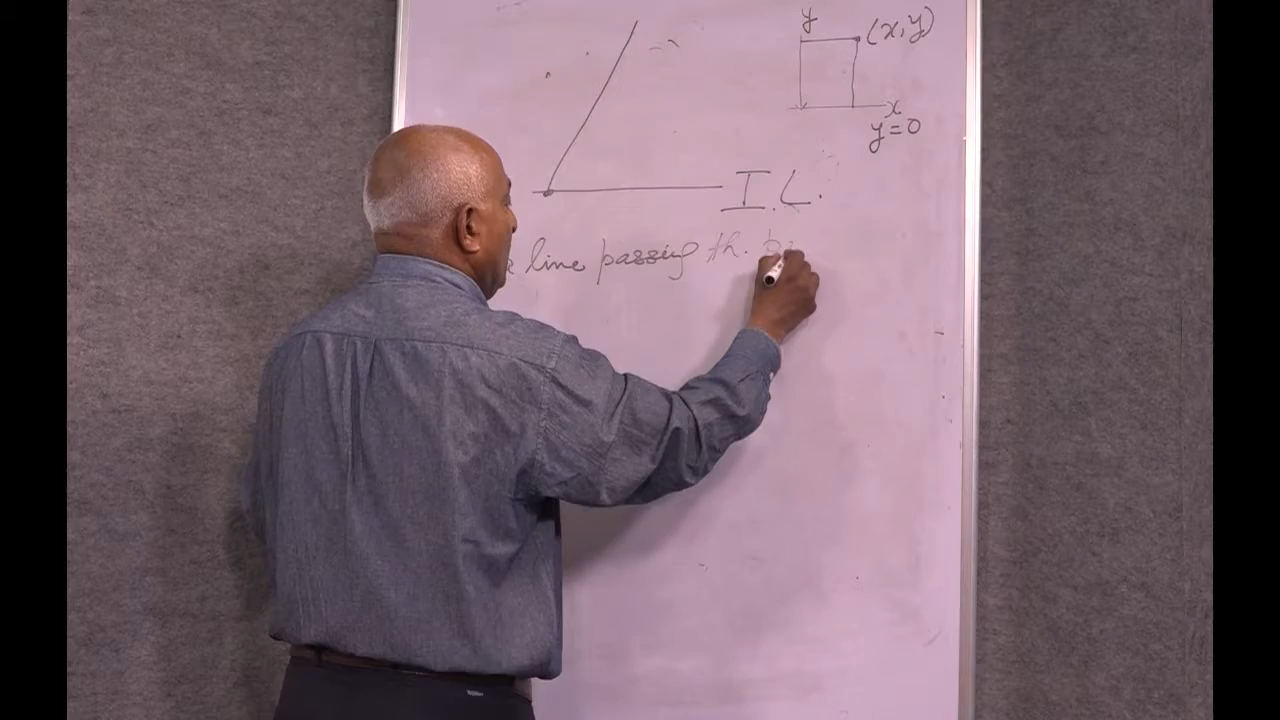 y (x,y)
x
y=0
I.C.
line passing th.